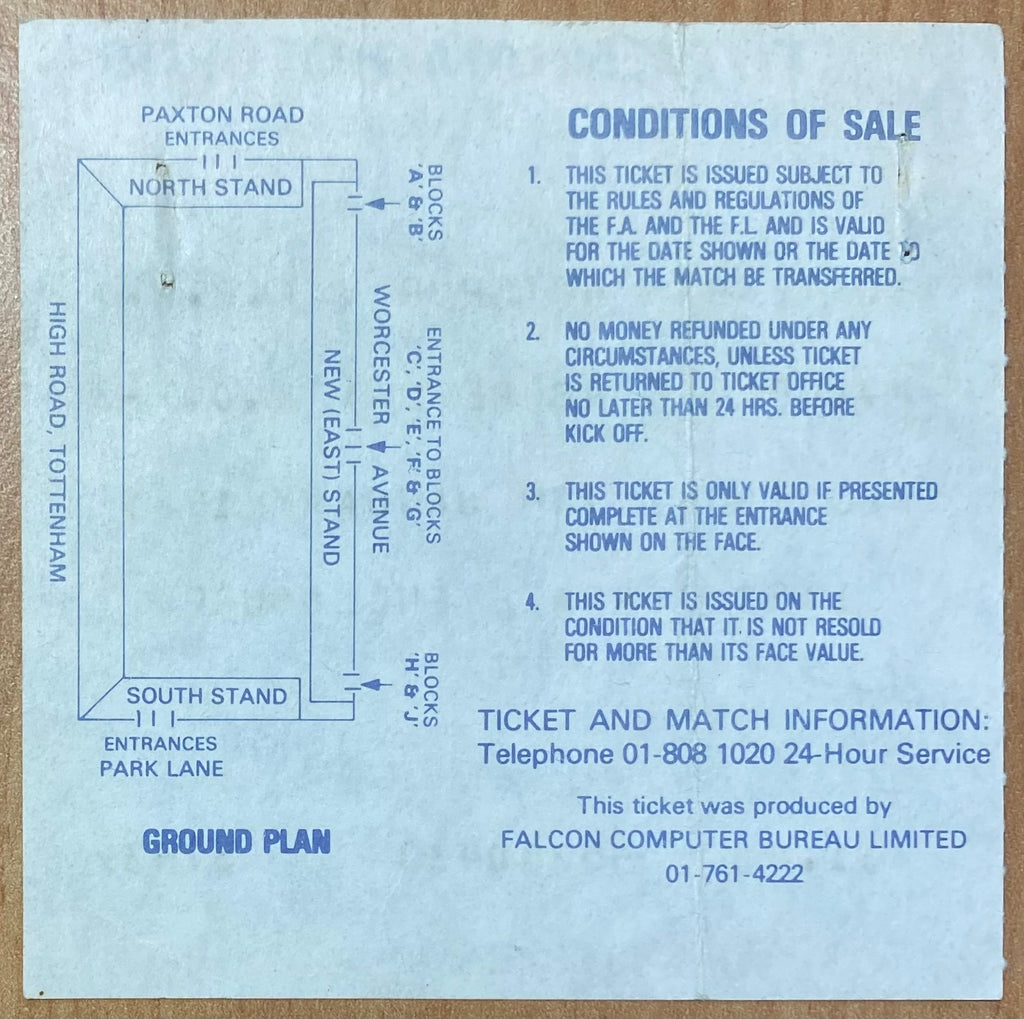 PAXTON ROAD
ENTRANCES
NORTH STAND
BLOCKS
'A' & 'B'
HIGH ROAD, TOTTENHAM
NEW (EAST) STAND
WORCESTER AVENUE
ENTRANCE TO BLOCKS
'C', 'D', 'E', 'F' & 'G'
BLOCKS
'H' & 'J'
SOUTH STAND
ENTRANCES
PARK LANE
GROUND PLAN
CONDITIONS OF SALE
1. THIS TICKET IS ISSUED SUBJECT TO
THE RULES AND REGULATIONS OF
THE F.A. AND THE F.L. AND IS VALID
FOR THE DATE SHOWN OR THE DATE TO
WHICH THE MATCH BE TRANSFERRED.
2. NO MONEY REFUNDED UNDER ANY
CIRCUMSTANCES, UNLESS TICKET
IS RETURNED TO TICKET OFFICE
NO LATER THAN 24 HRS. BEFORE
KICK OFF.
3. THIS TICKET IS ONLY VALID IF PRESENTED
COMPLETE AT THE ENTRANCE
SHOWN ON THE FACE.
4. THIS TICKET IS ISSUED ON THE
CONDITION THAT IT IS NOT RESOLD
FOR MORE THAN ITS FACE VALUE.
TICKET AND MATCH INFORMATION:
Telephone 01-808 1020 24-Hour Service
This ticket was produced by
FALCON COMPUTER BUREAU LIMITED
01-761-4222